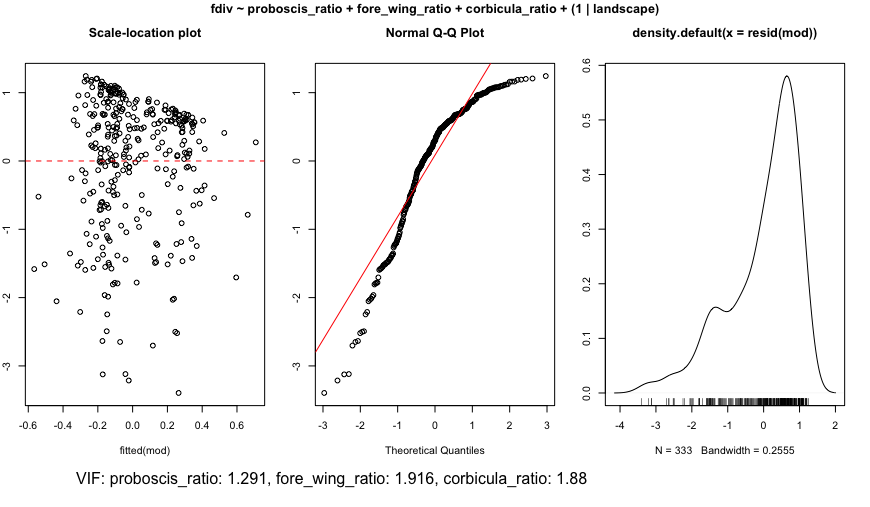 fdiv ~ proboscis_ratio + fore_wing_ratio + corbicula_ratio + (1 | landscape)
Scale-location plot
Normal Q-Q Plot
density.default(x = resid(mod))
1
0
-1
-2
-3
-0.6 -0.4 -0.2 0.0 0.2 0.4 0.6
fitted(mod)
1
0
-1
-2
-3
-3 -2 -1 0 1 2 3
Theoretical Quantiles
0.6
0.5
0.4
0.3
0.2
0.1
0.0
-4 -3 -2 -1 0 1 2
N = 333 Bandwidth = 0.2555
VIF: proboscis_ratio: 1.291, fore_wing_ratio: 1.916, corbicula_ratio: 1.88